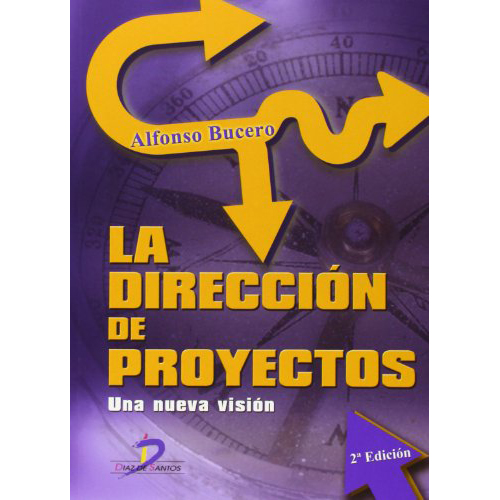 Alfonso Bucero
LA
DIRECCIÓN
DE
PROYECTOS
Una nueva visión
2ª Edición
DIAZ DE SANTOS